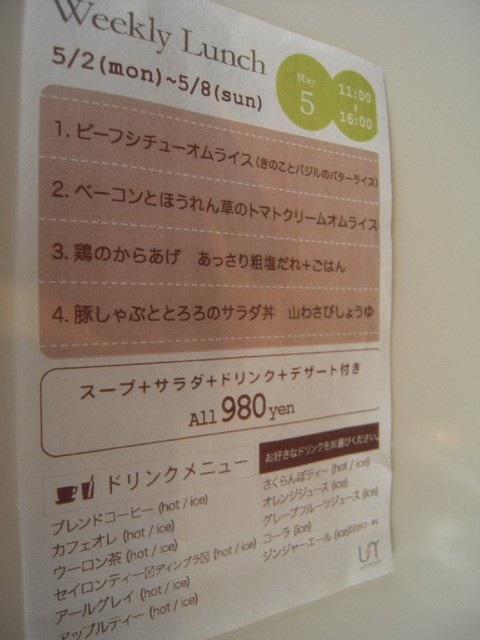 Weekly Lunch
5/2(mon)~5/8(sun)
May
5
11:00
~
16:00
1. ビーフシチューオムライス(きのことバジルのバターライス)
2. ベーコンとほうれん草のトマトクリームオムライス
3. 鶏のからあげ　あっさり粗塩だれ+ごはん
4. 豚しゃぶととろろのサラダ丼　山わさびしょうゆ
スープ+サラダ+ドリンク+デザート付き
All 980yen
ドリンクメニュー
ブレンドコーヒー (hot / ice)
カフェオレ (hot / ice)
ウーロン茶 (hot / ice)
セイロンティー⊠ディンブラ⊠ (hot / ice)
アールグレイ (hot / ice)
アップルティー (hot / ice)
お好きなドリンクをお選びください。
さくらんぼティー (hot / ice)
オレンジジュース (ice)
グレープフルーツジュース (ice)
コーラ (ice)
ジンジャーエール (ice)